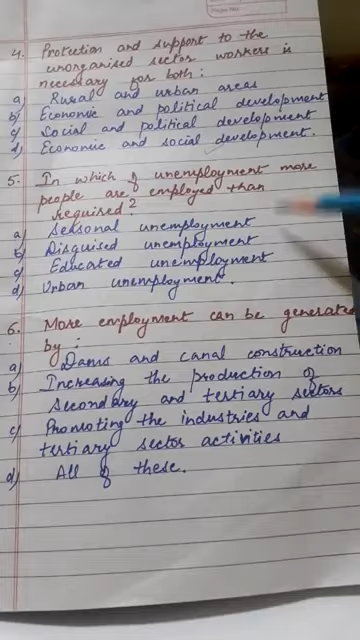 Page No.:
4. Protection and support to the
unorganised sector workers is
necessary for both:
a) Rural and urban areas
b) Economic and political development
c) Social and political development
d) Economic and social development.
5. In which of unemployment more
people are employed than
required?
a) Seasonal unemployment
b) Disguised unemployment
c) Educated unemployment
d) Urban unemployment.
6. More employment can be generated
by:
a) Dams and canal construction
b) Increasing the production of
secondary and tertiary sectors
c) Promoting the industries and
tertiary sector activities
d) All of these.